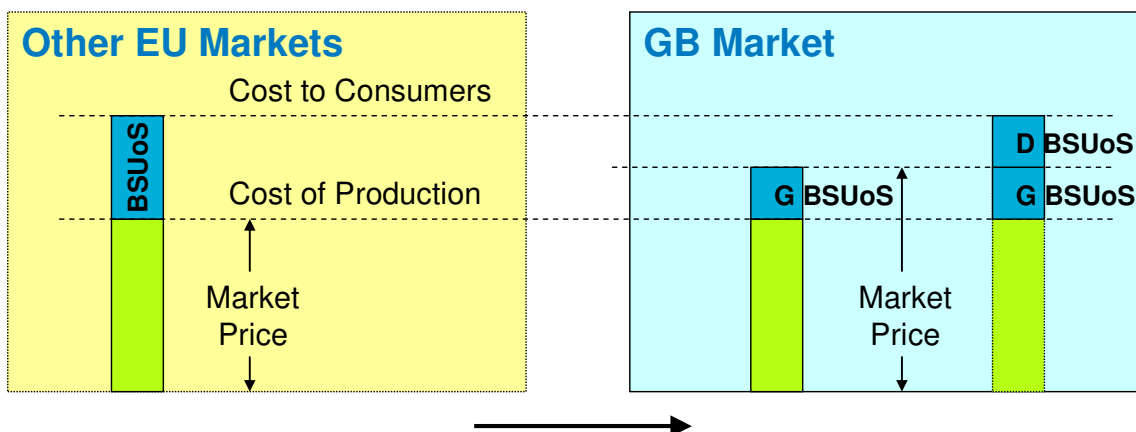 Other EU Markets
Cost to Consumers
BSUoS
Cost of Production
Market
Price
GB Market
D BSUoS
G BSUoS
G BSUoS
Market
Price